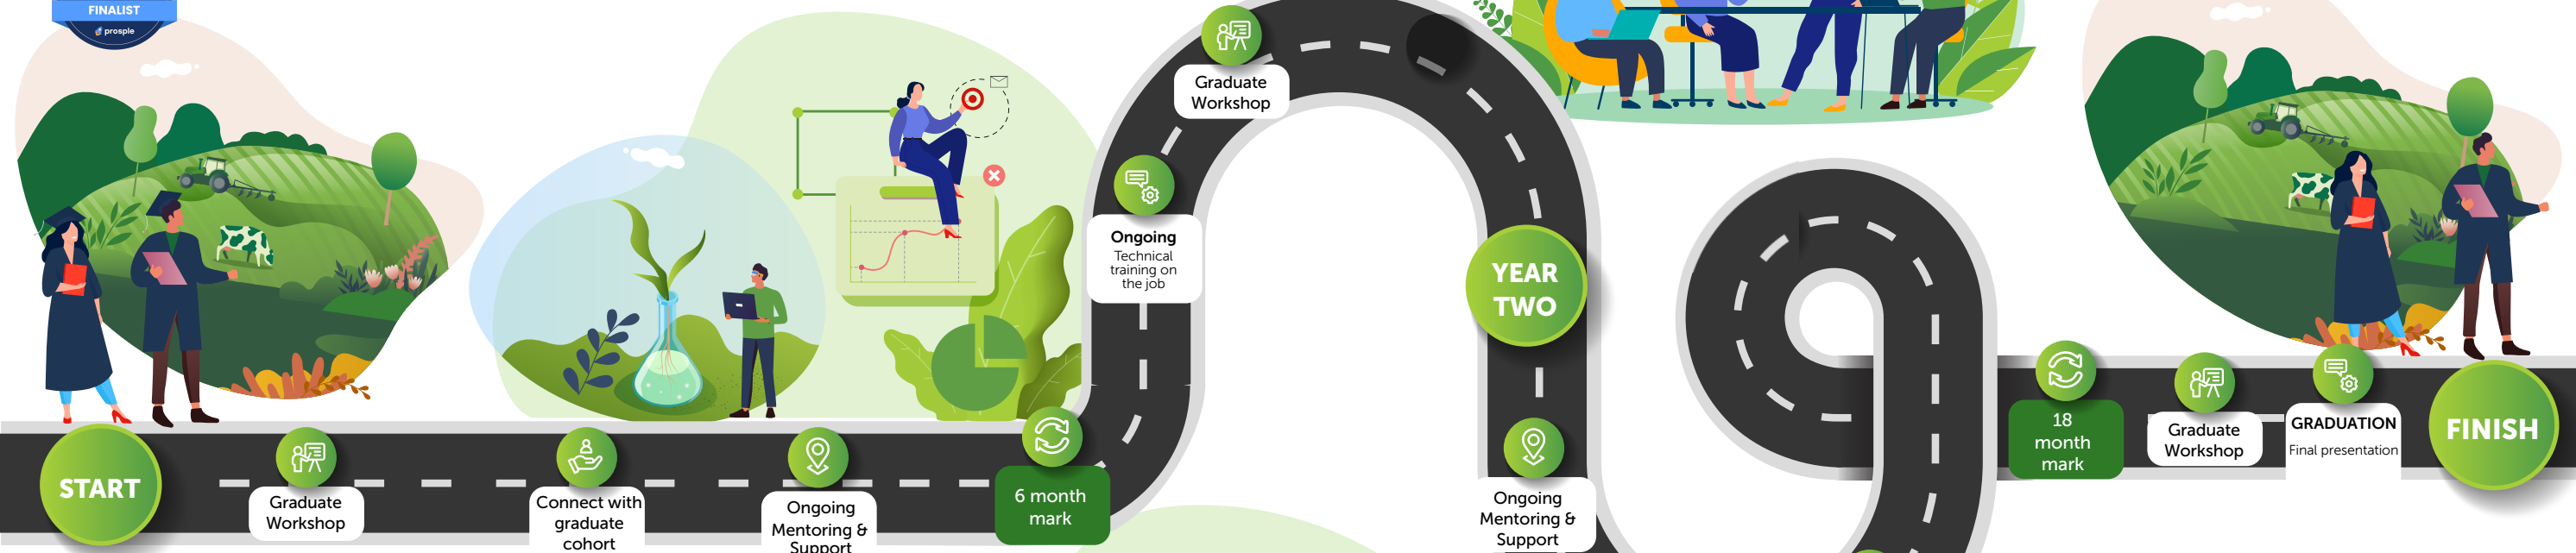 FINALIST
prosple
START
Graduate
Workshop
Connect with
graduate
cohort
Ongoing
Mentoring &
Support
6 month
mark
Ongoing
Technical
training on
the job
Graduate
Workshop
YEAR
TWO
Ongoing
Mentoring &
Support
18
month
mark
Graduate
Workshop
GRADUATION
Final presentation
FINISH